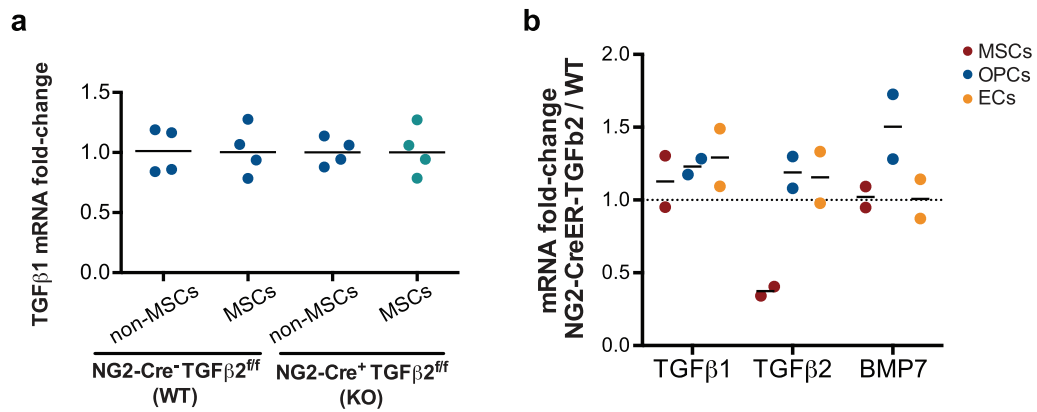 a
TGFβ1 mRNA fold-change
1.5
1.0
0.5
0.0
non-MSCs
MSCs
non-MSCs
MSCs
NG2-Cre⁻TGFβ2f/f
(WT)
NG2-Cre⁺TGFβ2f/f
(KO)
b
mRNA fold-change
NG2-CreER-TGFb2 / WT
2.0
1.5
1.0
0.5
0.0
TGFβ1
TGFβ2
BMP7
MSCs
OPCs
ECs